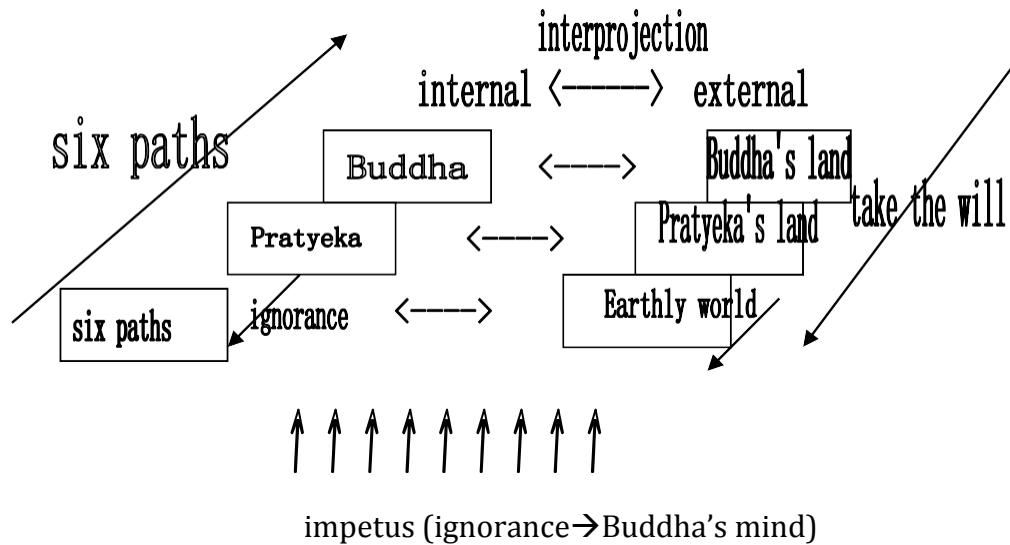 interprojection
internal <------> external
six paths
Buddha <----> Buddha's land
take the will
Pratyeka <----> Pratyeka's land
six paths ignorance <----> Earthly world
impetus (ignorance→Buddha's mind)